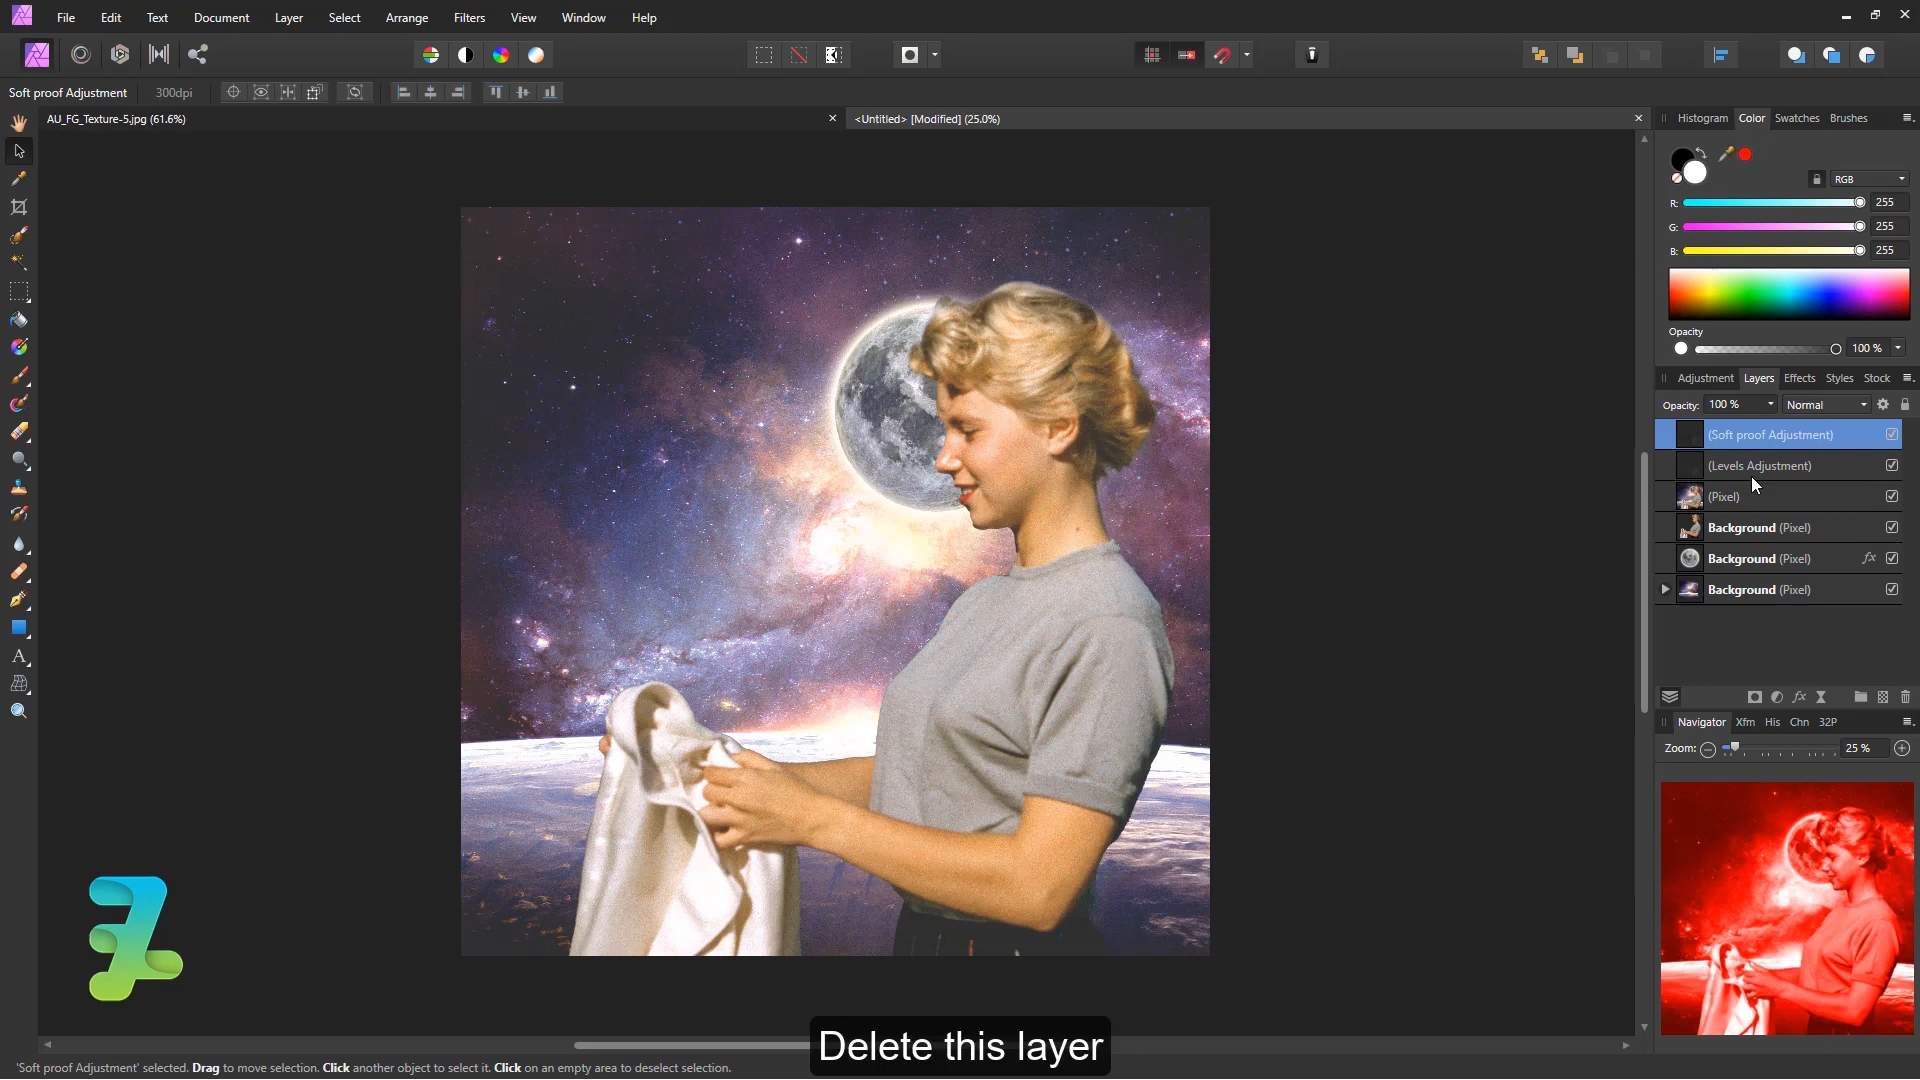 File Edit Text Document Layer Select Arrange Filters View Window Help
Soft proof Adjustment 300dpi
AU_FG_Texture-5.jpg (61.6%)
<Untitled> [Modified] (25.0%)
Histogram Color Swatches Brushes
RGB
R: 255
G: 255
B: 255
Opacity
100 %
Adjustment Layers Effects Styles Stock
Opacity: 100 % Normal
(Soft proof Adjustment)
(Levels Adjustment)
(Pixel)
Background (Pixel)
Background (Pixel) fx
Background (Pixel)
fx
Navigator Xfm His Chn 32P
Zoom: 25 %
Delete this layer
'Soft proof Adjustment' selected. Drag to move selection. Click another object to select it. Click on an empty area to deselect selection.